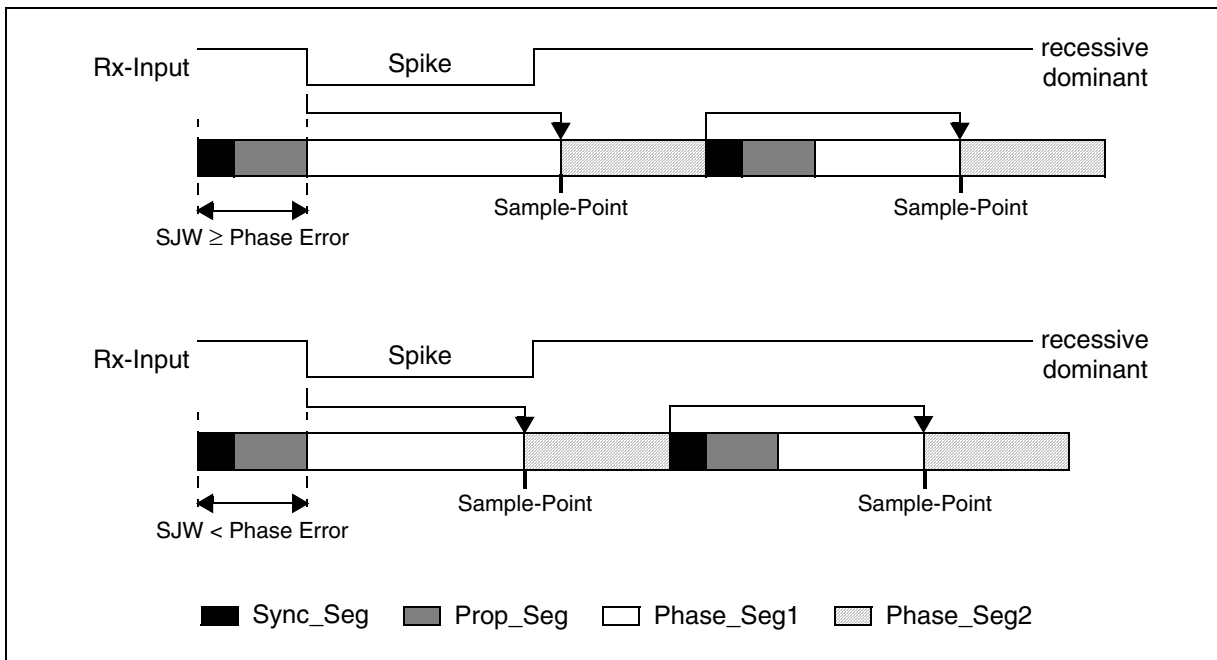 Rx-Input
Spike
recessive
dominant
Sample-Point
Sample-Point
SJW ≥ Phase Error
Rx-Input
Spike
recessive
dominant
Sample-Point
Sample-Point
SJW < Phase Error
Sync_Seg
Prop_Seg
Phase_Seg1
Phase_Seg2